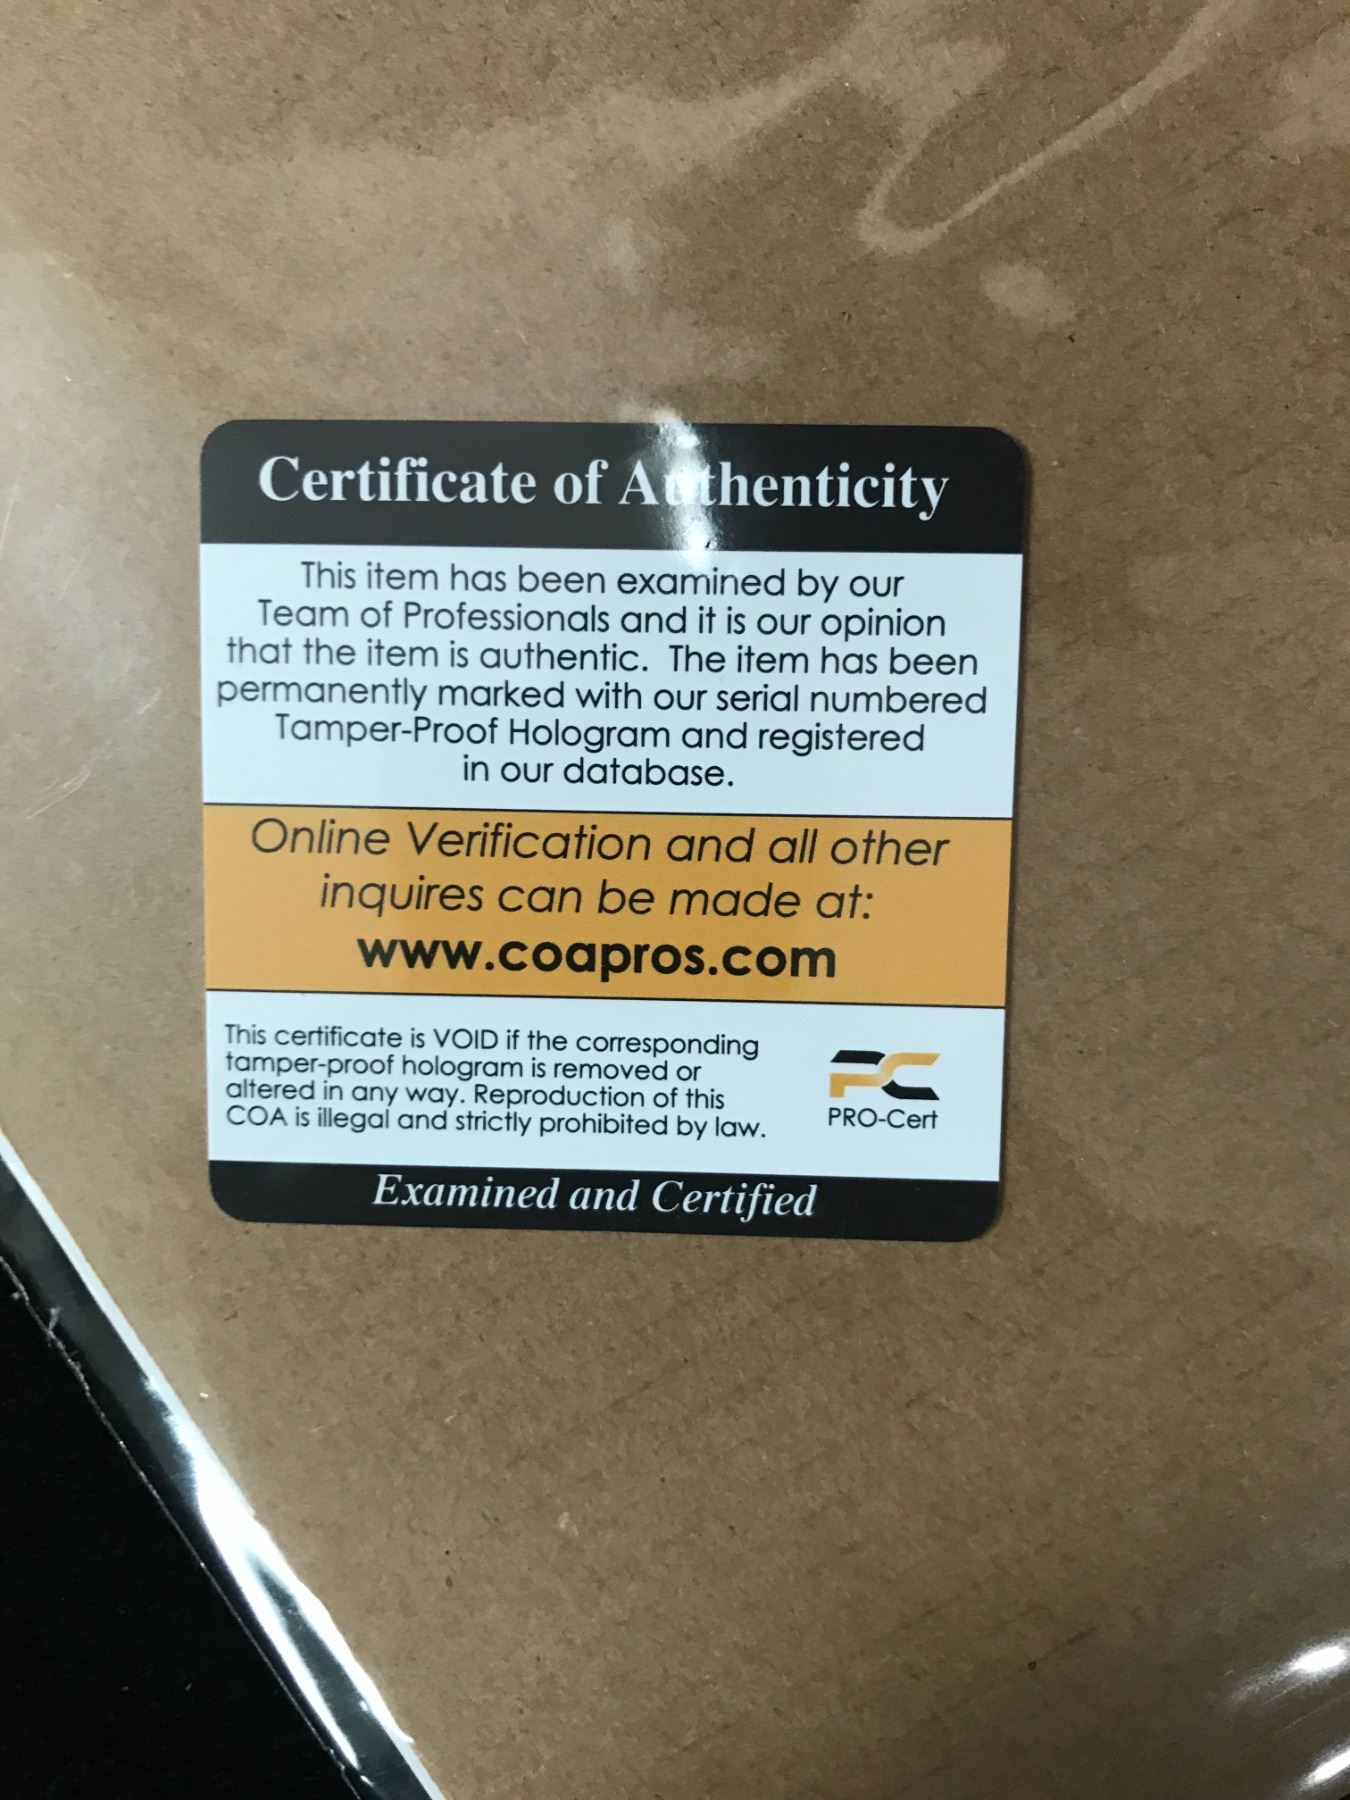 Certificate of Authenticity
This item has been examined by our
Team of Professionals and it is our opinion
that the item is authentic. The item has been
permanently marked with our serial numbered
Tamper-Proof Hologram and registered
in our database.
Online Verification and all other
inquires can be made at:
www.coapros.com
This certificate is VOID if the corresponding
tamper-proof hologram is removed or
altered in any way. Reproduction of this
COA is illegal and strictly prohibited by law.
PC
PRO-Cert
Examined and Certified